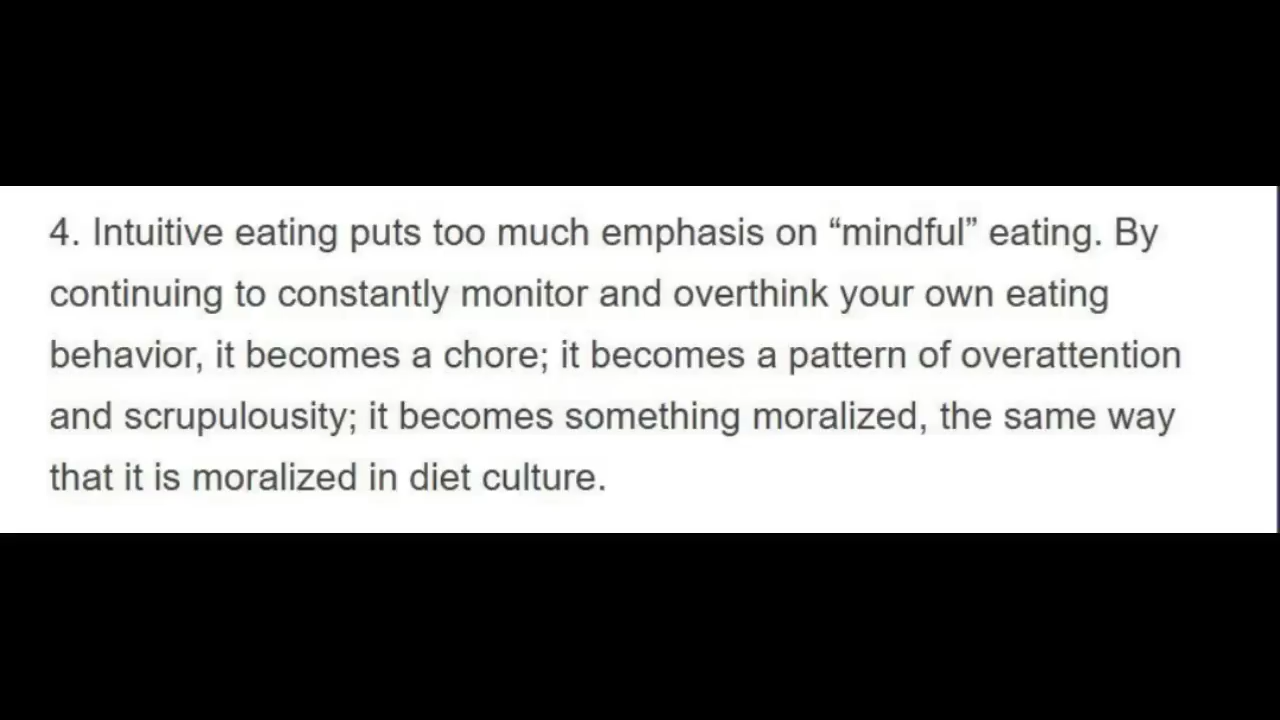 4. Intuitive eating puts too much emphasis on “mindful” eating. By
continuing to constantly monitor and overthink your own eating
behavior, it becomes a chore; it becomes a pattern of overattention
and scrupulousity; it becomes something moralized, the same way
that it is moralized in diet culture.